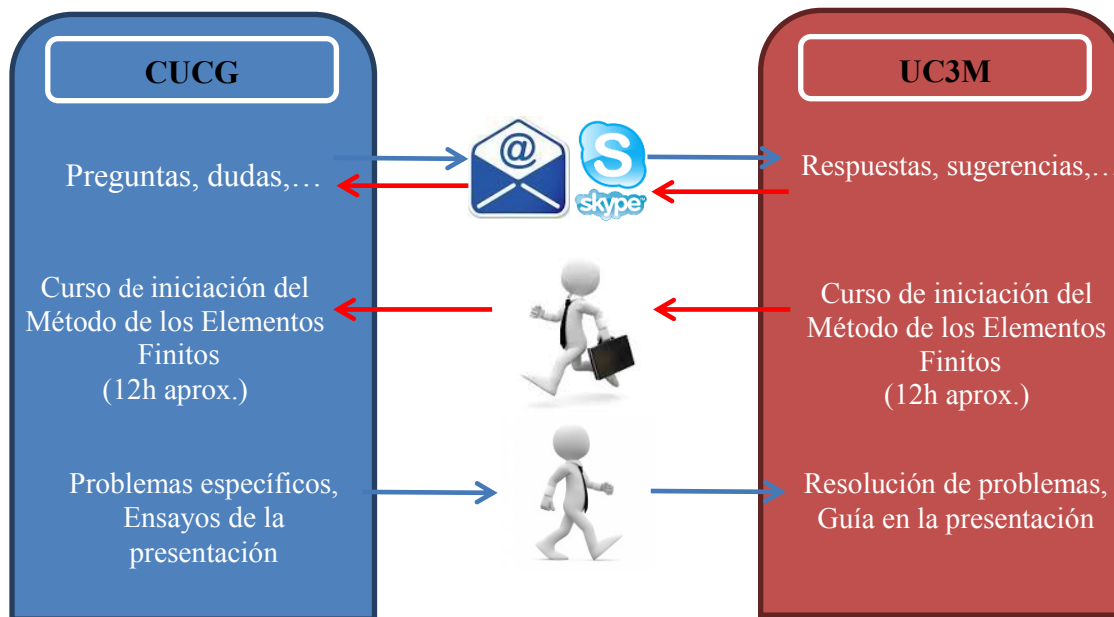 CUCG
Preguntas, dudas,…
Curso de iniciación del
Método de los Elementos
Finitos
(12h aprox.)
Problemas específicos,
Ensayos de la
presentación
@
S
skype
UC3M
Respuestas, sugerencias,…
Curso de iniciación del
Método de los Elementos
Finitos
(12h aprox.)
Resolución de problemas,
Guía en la presentación